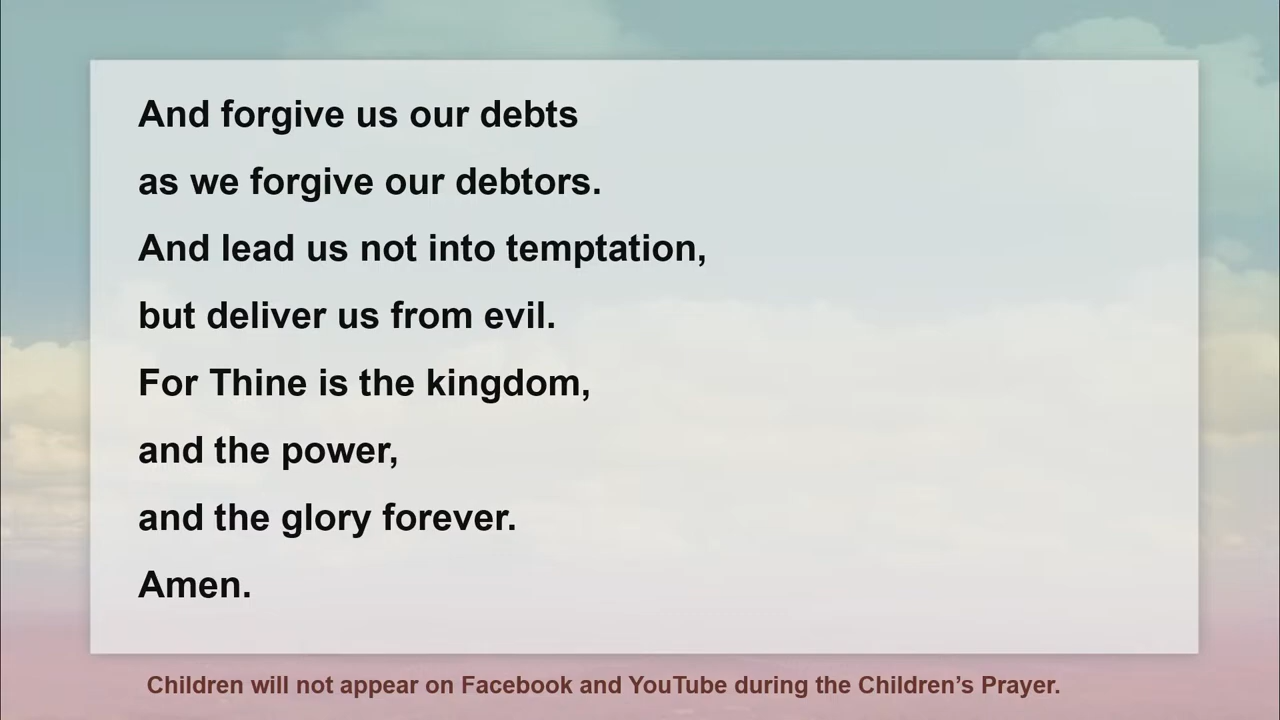 And forgive us our debts
as we forgive our debtors.
And lead us not into temptation,
but deliver us from evil.
For Thine is the kingdom,
and the power,
and the glory forever.
Amen.
Children will not appear on Facebook and YouTube during the Children’s Prayer.